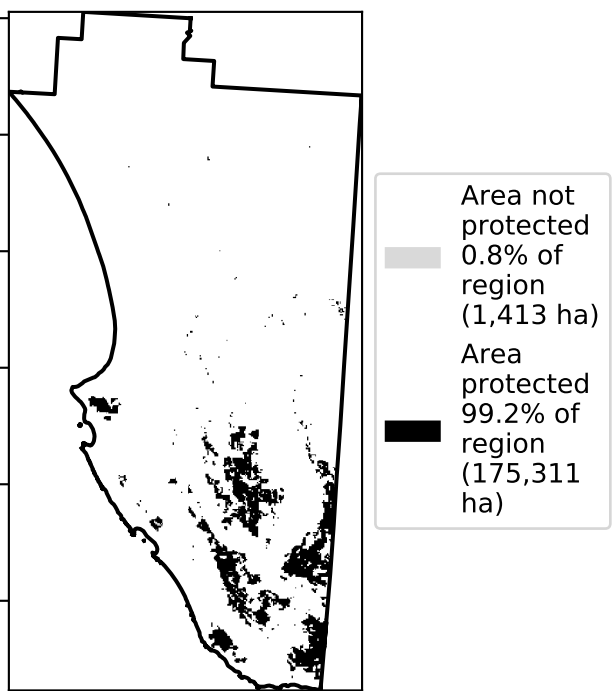 Area not
protected
0.8% of
region
(1,413 ha)
Area
protected
99.2% of
region
(175,311
ha)